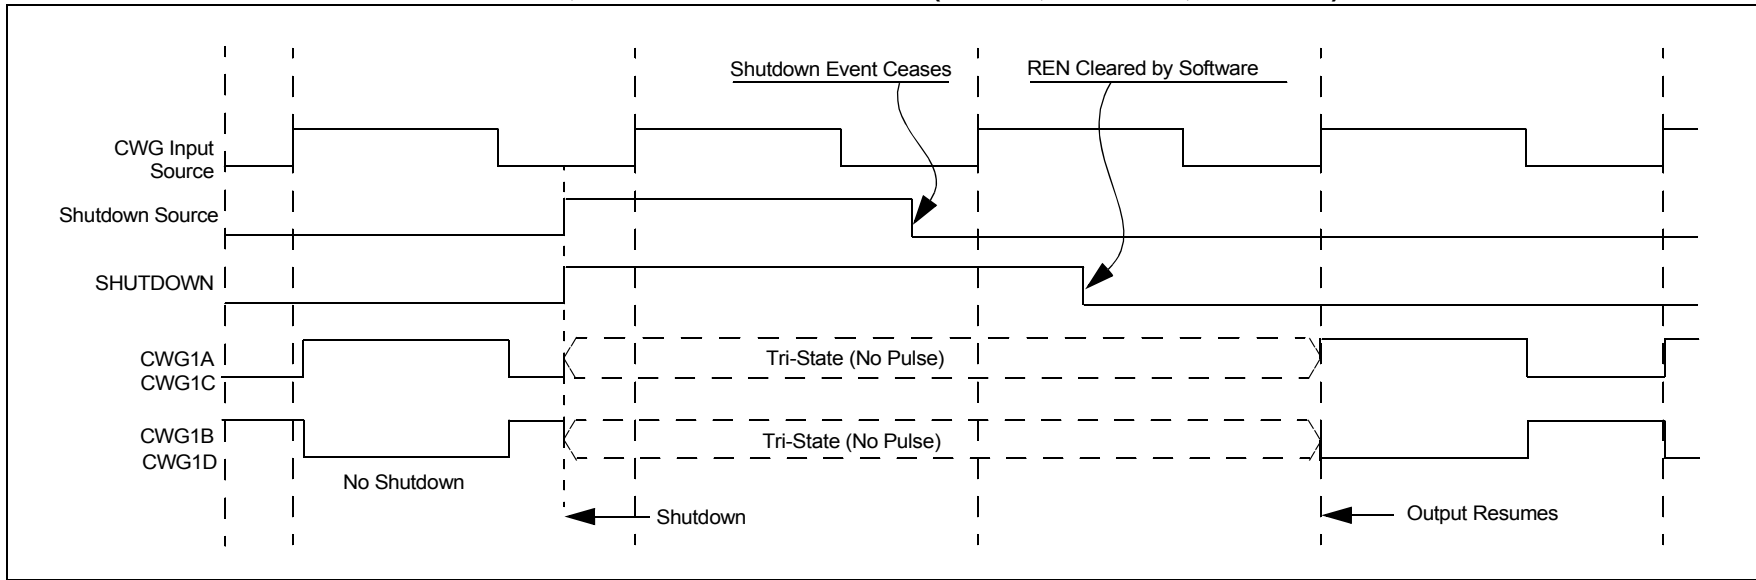 Shutdown Event Ceases
REN Cleared by Software
CWG Input
Source
Shutdown Source
SHUTDOWN
CWG1A
CWG1C
Tri-State (No Pulse)
CWG1B
CWG1D
Tri-State (No Pulse)
No Shutdown
Shutdown
Output Resumes